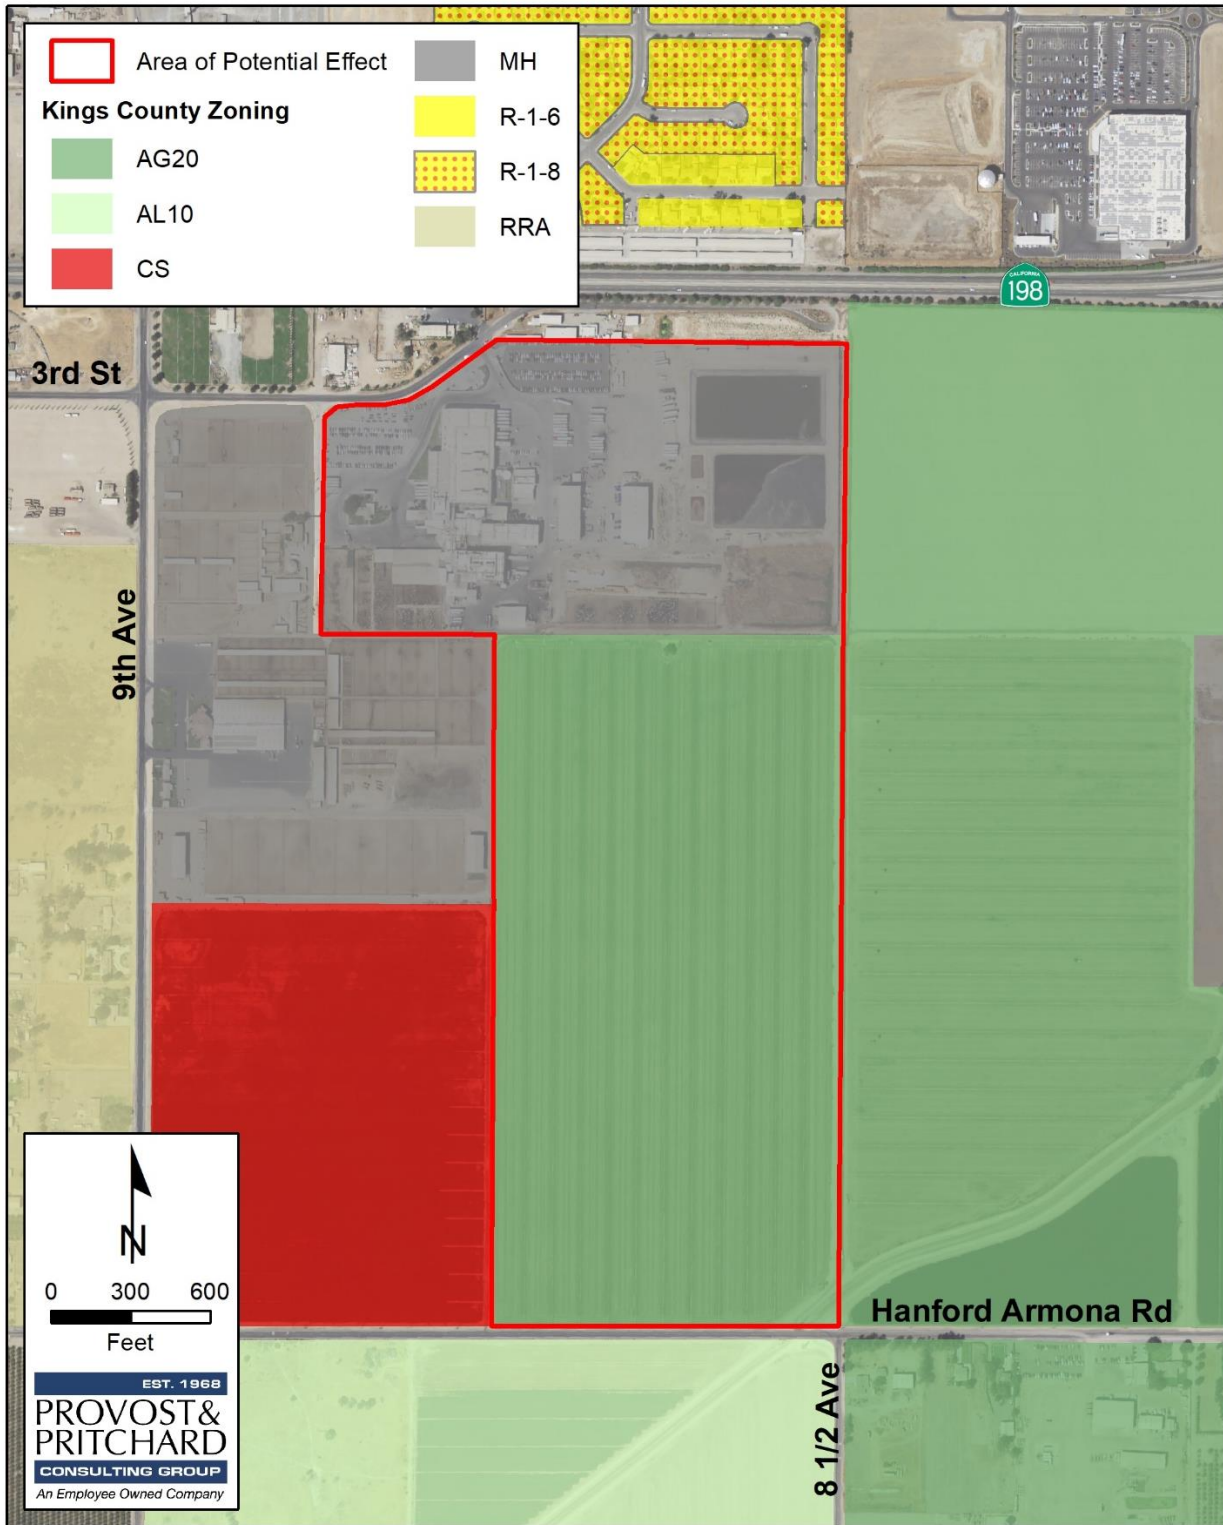 Area of Potential Effect
Kings County Zoning
AG20
AL10
CS
MH
R-1-6
R-1-8
RRA
CALIFORNIA
198
3rd St
9th Ave
Hanford Armona Rd
8 1/2 Ave
N
0 300 600
Feet
EST. 1968
PROVOST&
PRITCHARD
CONSULTING GROUP
An Employee Owned Company